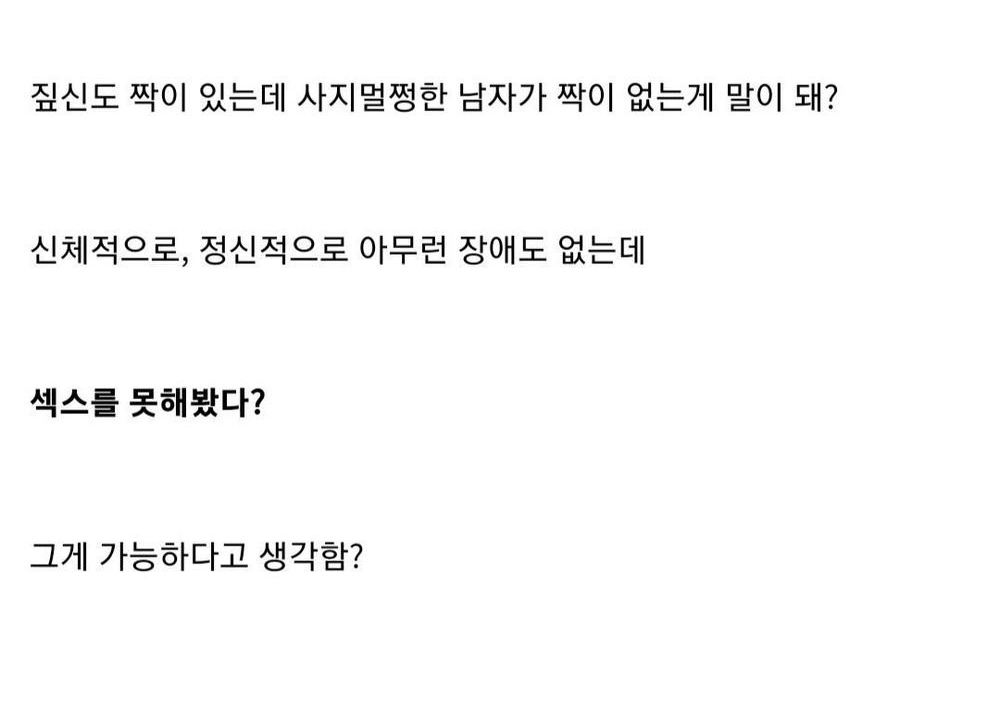 짚신도 짝이 있는데 사지멀쩡한 남자가 짝이 없는게 말이 돼?
신체적으로, 정신적으로 아무런 장애도 없는데
섹스를 못해봤다?
그게 가능하다고 생각함?